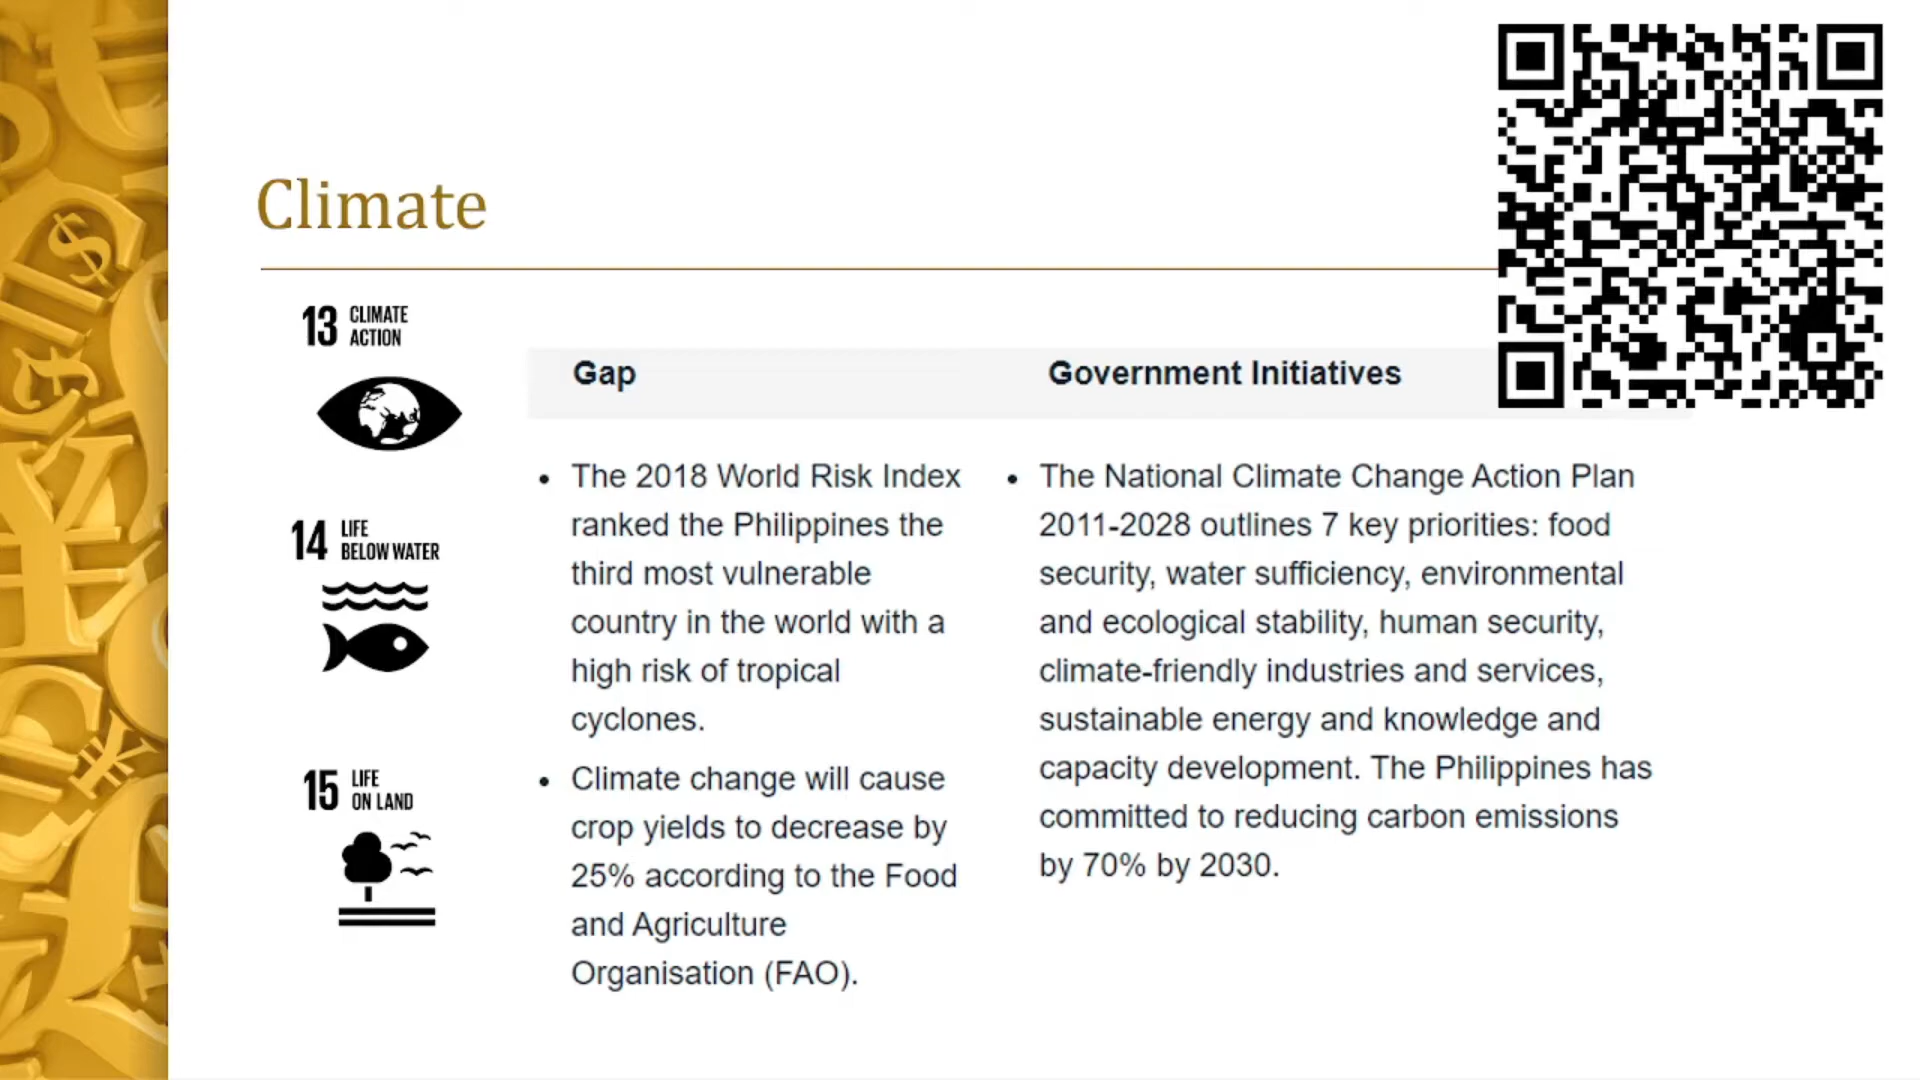 Climate
13 CLIMATE
ACTION
14 LIFE
BELOW WATER
15 LIFE
ON LAND
Gap
• The 2018 World Risk Index
ranked the Philippines the
third most vulnerable
country in the world with a
high risk of tropical
cyclones.
• Climate change will cause
crop yields to decrease by
25% according to the Food
and Agriculture
Organisation (FAO).
Government Initiatives
• The National Climate Change Action Plan
2011-2028 outlines 7 key priorities: food
security, water sufficiency, environmental
and ecological stability, human security,
climate-friendly industries and services,
sustainable energy and knowledge and
capacity development. The Philippines has
committed to reducing carbon emissions
by 70% by 2030.